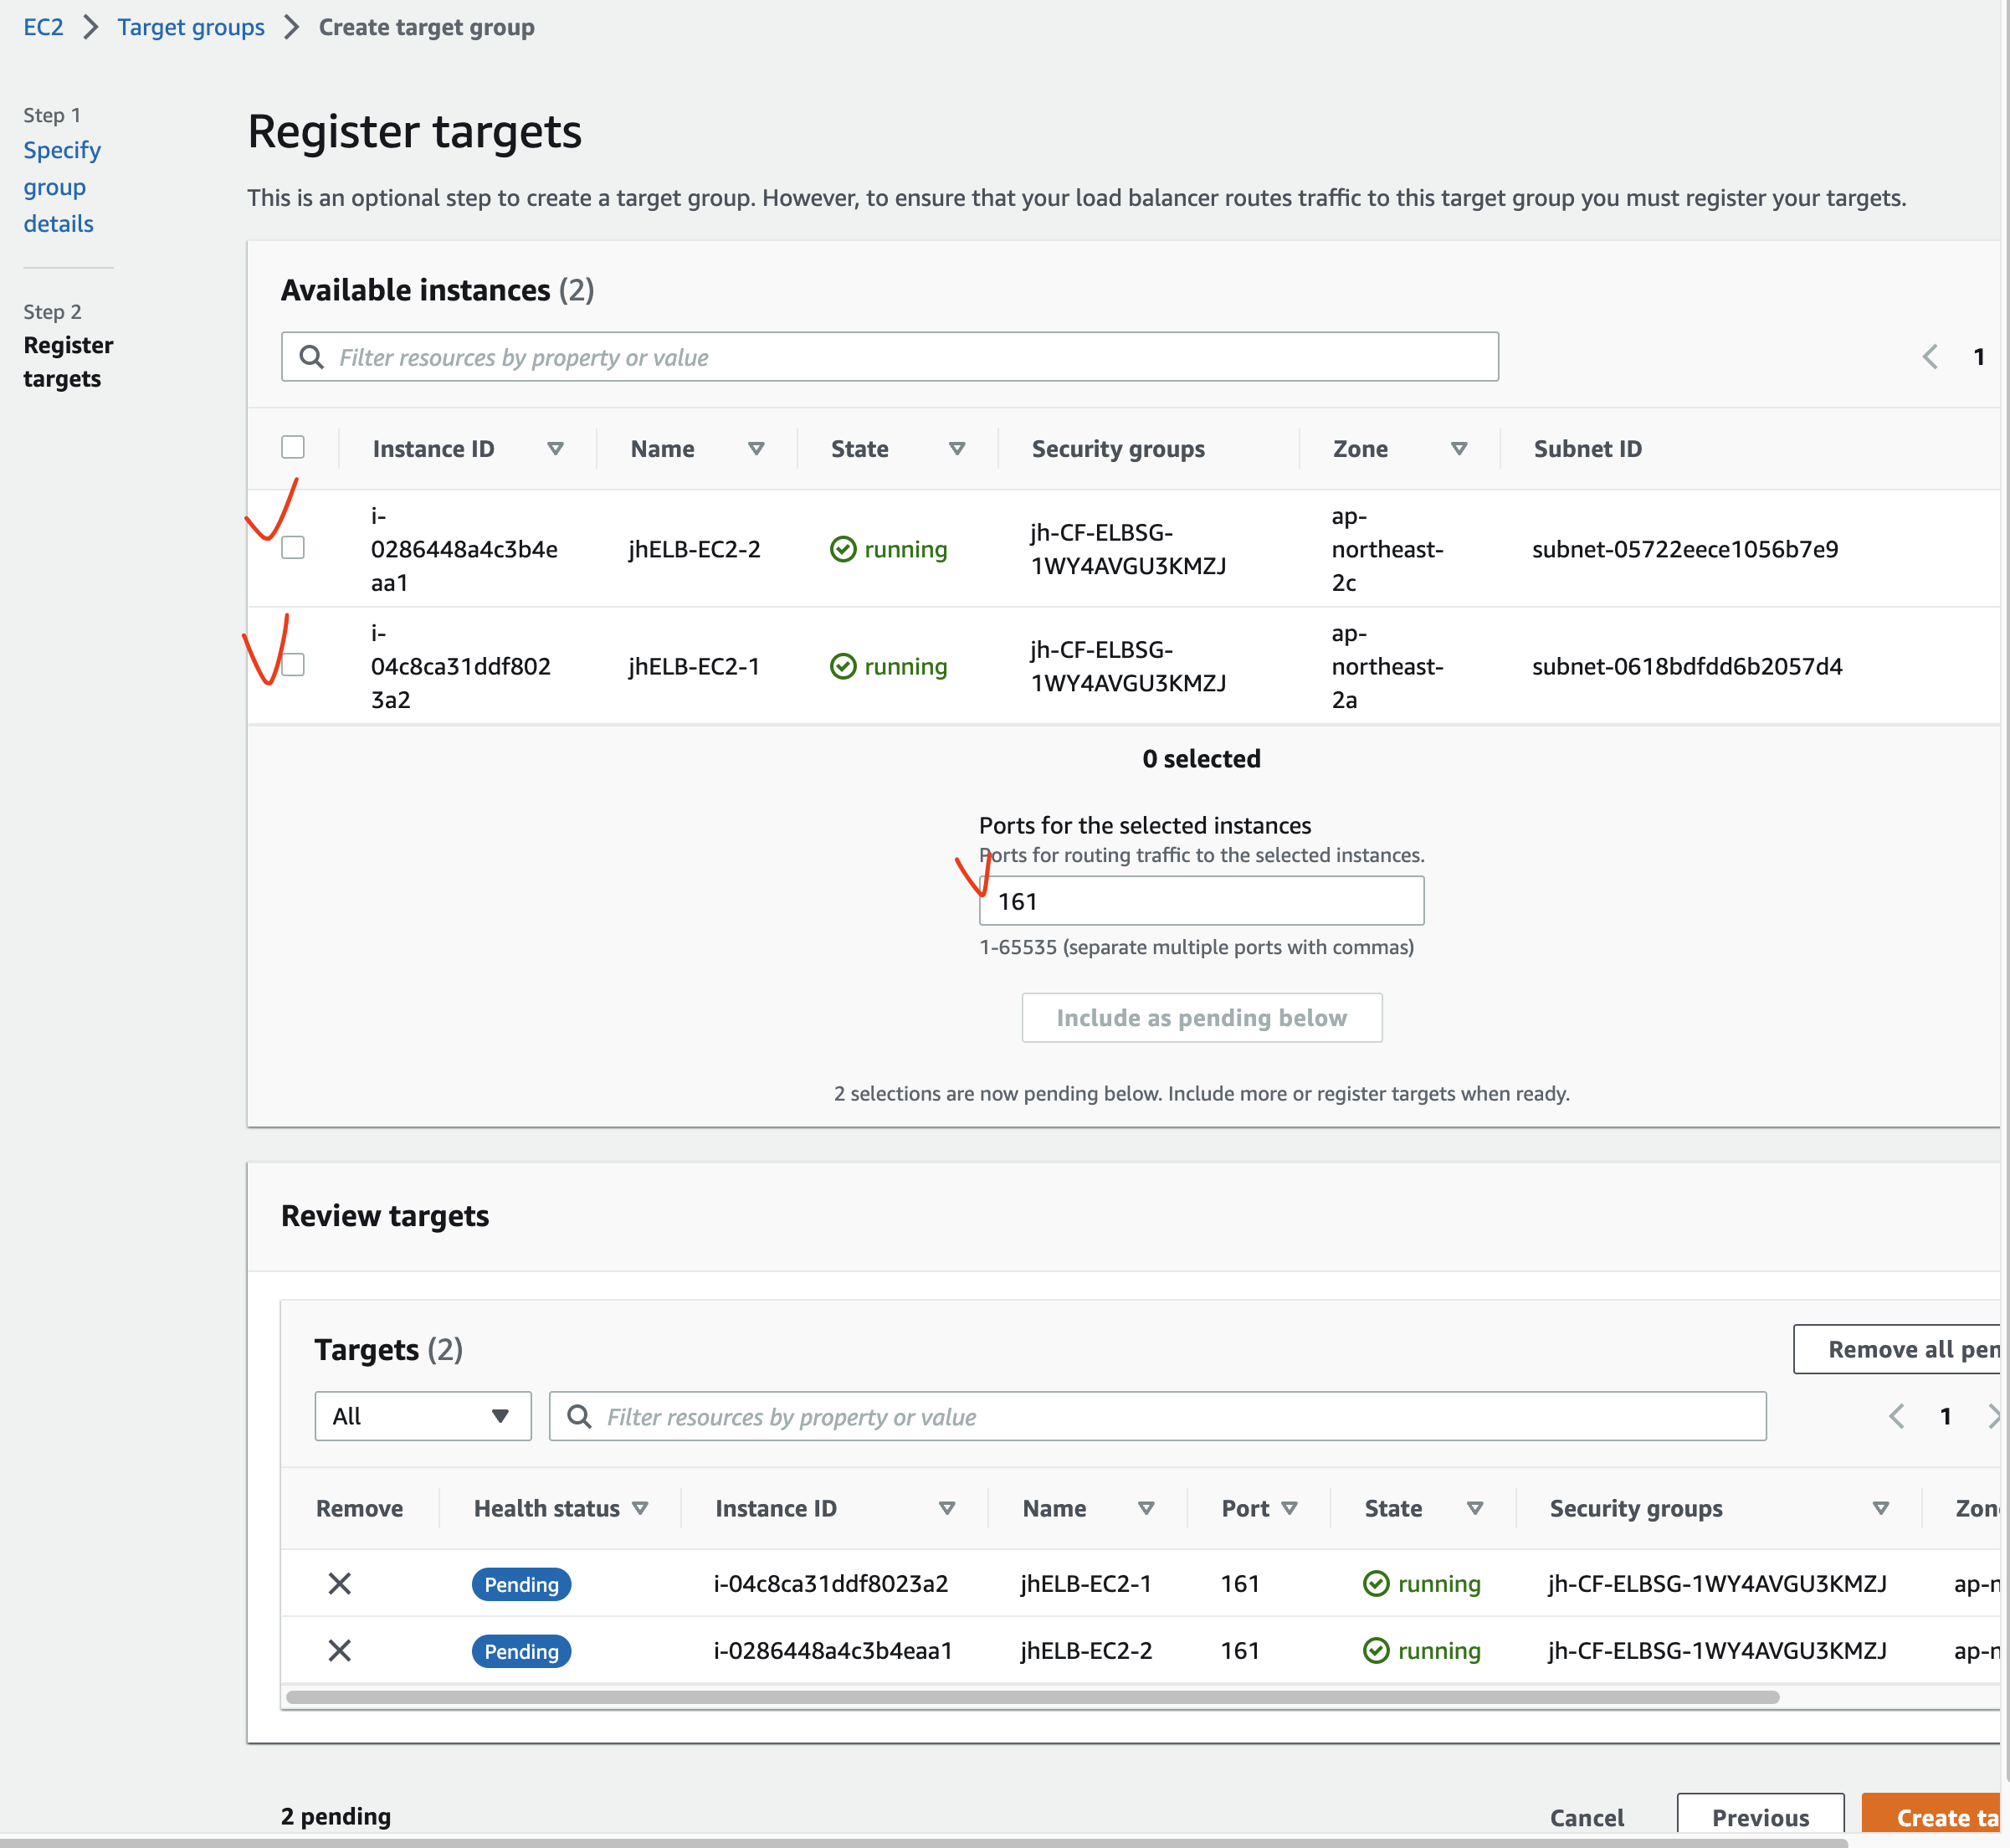 EC2 > Target groups > Create target group
Step 1
Specify
group
details
Step 2
Register
targets
Register targets
This is an optional step to create a target group. However, to ensure that your load balancer routes traffic to this target group you must register your targets.
Available instances (2)
Filter resources by property or value
1
Instance ID Name State Security groups Zone Subnet ID
i-
0286448a4c3b4e
aa1
jhELB-EC2-2
running
jh-CF-ELBSG-
1WY4AVGU3KMZJ
ap-
northeast-
2c
subnet-05722eece1056b7e9
i-
04c8ca31ddf802
3a2
jhELB-EC2-1
running
jh-CF-ELBSG-
1WY4AVGU3KMZJ
ap-
northeast-
2a
subnet-0618bdfdd6b2057d4
0 selected
Ports for the selected instances
Ports for routing traffic to the selected instances.
161
1-65535 (separate multiple ports with commas)
Include as pending below
2 selections are now pending below. Include more or register targets when ready.
Review targets
Targets (2)
Remove all pen
All
Filter resources by property or value
1
Remove Health status Instance ID Name Port State Security groups Zon
Pending i-04c8ca31ddf8023a2 jhELB-EC2-1 161 running jh-CF-ELBSG-1WY4AVGU3KMZJ ap-n
Pending i-0286448a4c3b4eaa1 jhELB-EC2-2 161 running jh-CF-ELBSG-1WY4AVGU3KMZJ ap-n
2 pending
Cancel
Previous
Create ta